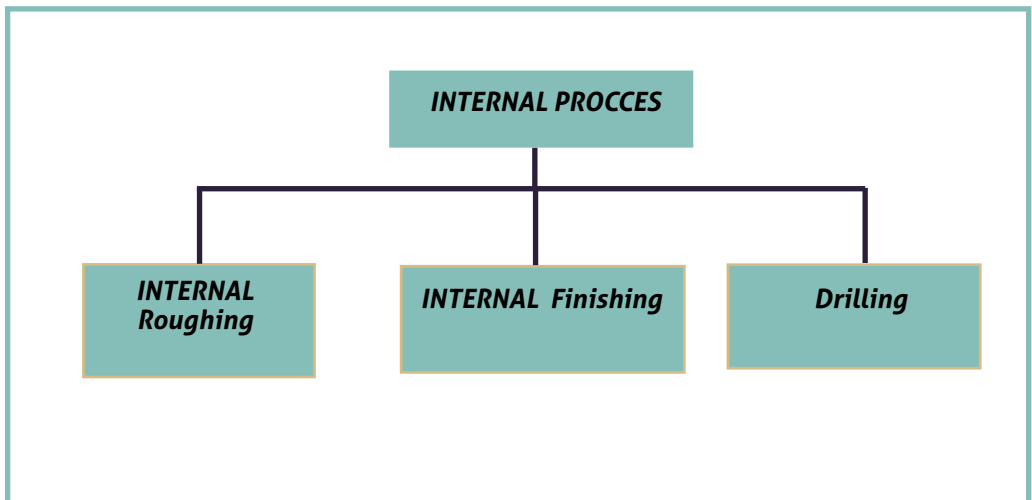 INTERNAL PROCCES
INTERNAL
Roughing
INTERNAL Finishing
Drilling